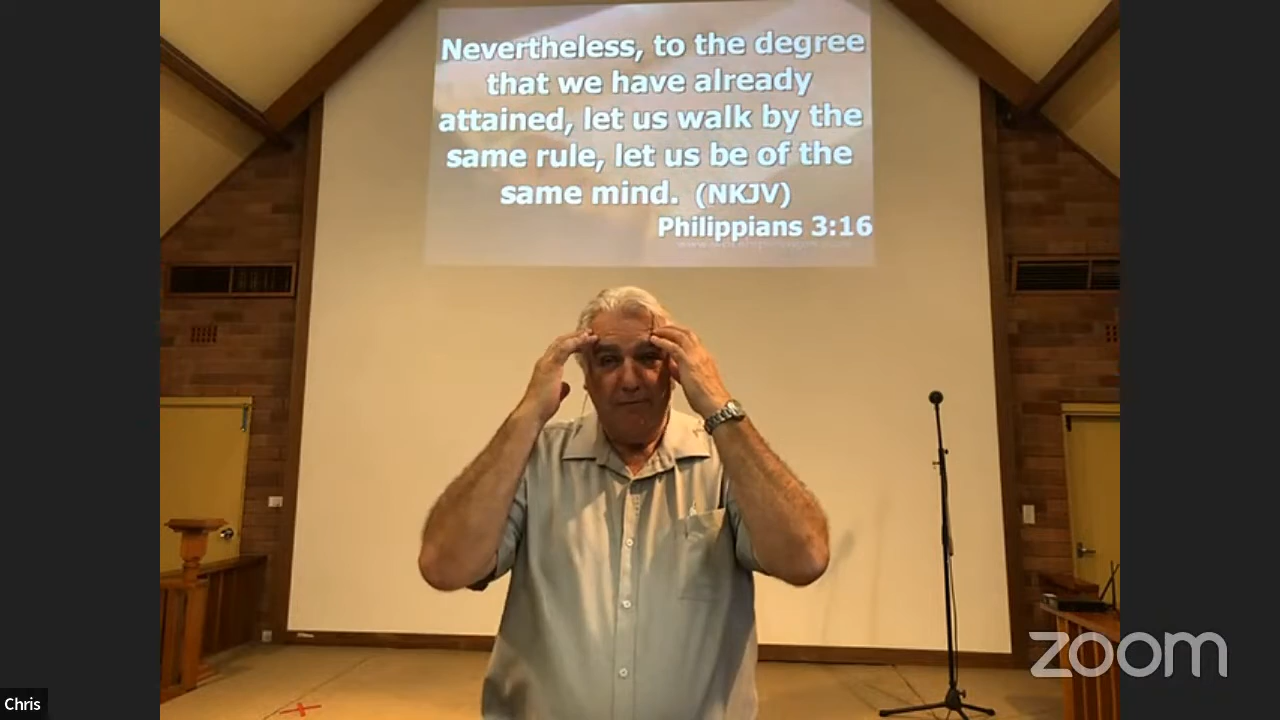 Nevertheless, to the degree
that we have already
attained, let us walk by the
same rule, let us be of the
same mind. (NKJV)
Philippians 3:16
zoom
Chris